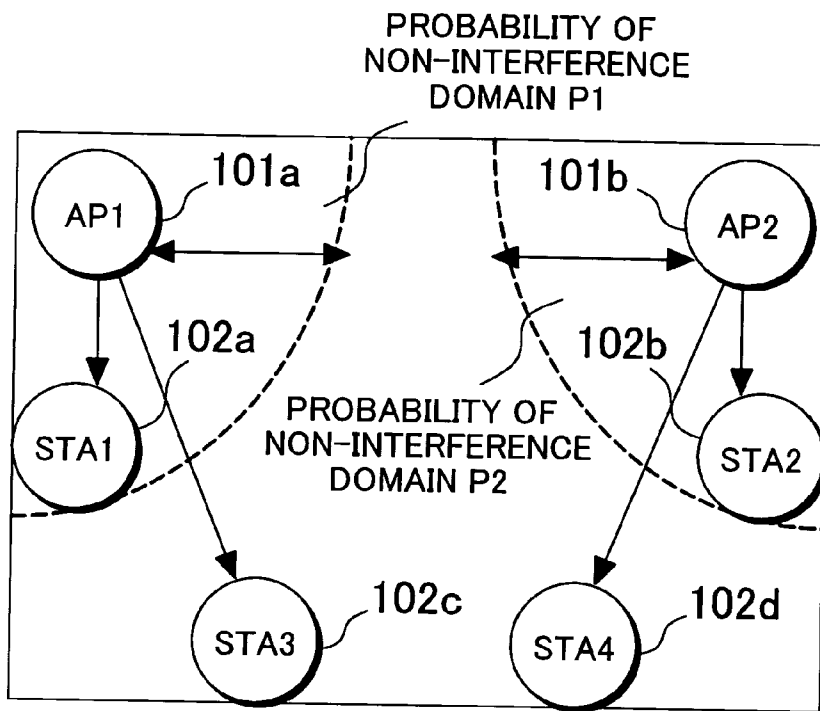 PROBABILITY OF
NON-INTERFERENCE
DOMAIN P1
AP1
101a
101b
AP2
102a
102b
STA1
PROBABILITY OF
NON-INTERFERENCE
DOMAIN P2
STA2
STA3
102c
STA4
102d